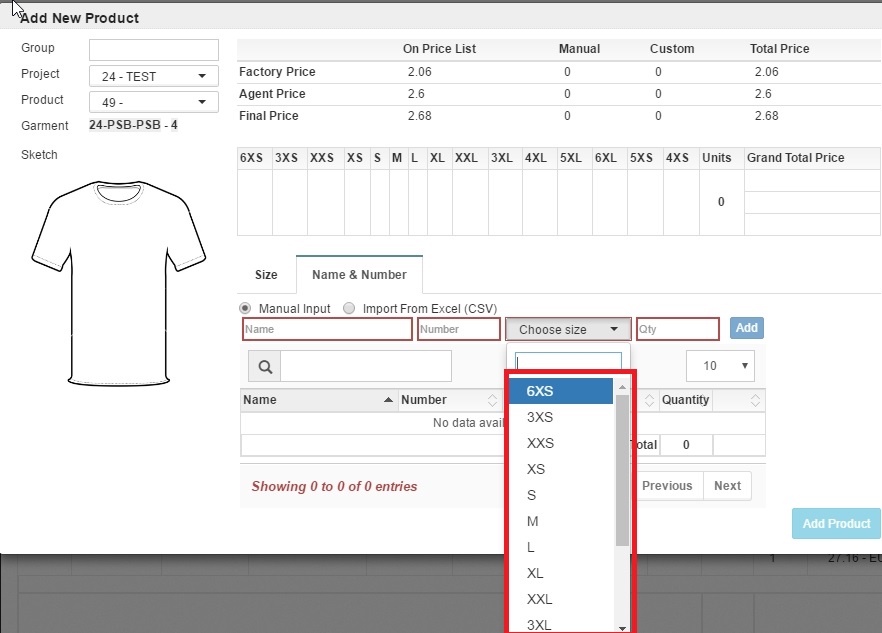 Add New Product
Group
Project 24 - TEST
Product 49 -
Garment 24-PSB-PSB - 4
Sketch
On Price List Manual Custom Total Price
Factory Price 2.06 0 0 2.06
Agent Price 2.6 0 0 2.6
Final Price 2.68 0 0 2.68
6XS 3XS XXS XS S M L XL XXL 3XL 4XL 5XL 6XL 5XS 4XS Units Grand Total Price
0
Size Name & Number
Manual Input Import From Excel (CSV)
Name Number Choose size Qty Add
10
Name Number Quantity
No data avail
otal 0
Showing 0 to 0 of 0 entries
Previous Next
6XS
3XS
XXS
XS
S
M
L
XL
XXL
3XL
Add Product
1 27.16 - EU